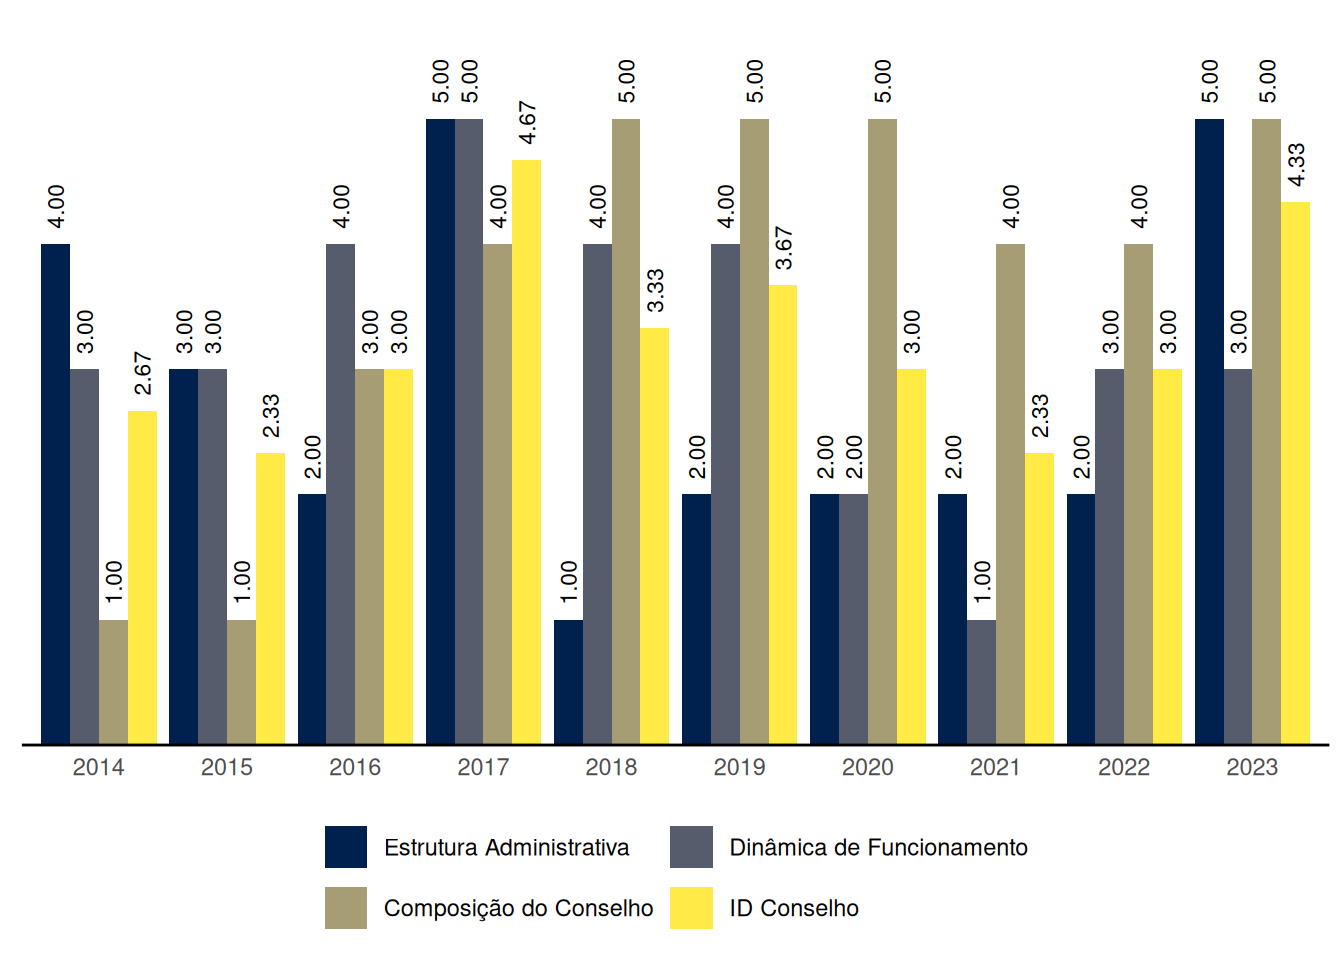 4.00 3.00 1.00 2.67 3.00 3.00 1.00 2.33 2.00 4.00 3.00 3.00 5.00 5.00 4.00 4.67 1.00 4.00 5.00 3.33 2.00 4.00 5.00 3.67 2.00 2.00 5.00 3.00 2.00 1.00 4.00 2.33 2.00 3.00 4.00 3.00 5.00 3.00 5.00 4.33
2014 2015 2016 2017 2018 2019 2020 2021 2022 2023
Estrutura Administrativa Dinâmica de Funcionamento
Composição do Conselho ID Conselho